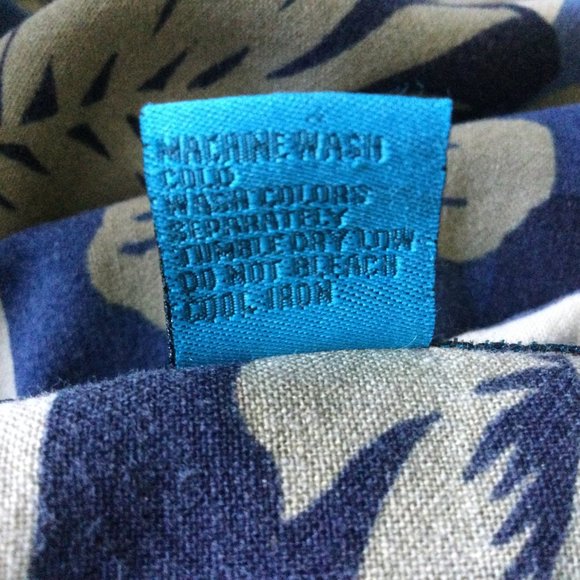 MACHINE WASH
COLD
WASH COLORS
SEPARATELY
TUMBLE DRY LOW
DO NOT BLEACH
COOL IRON